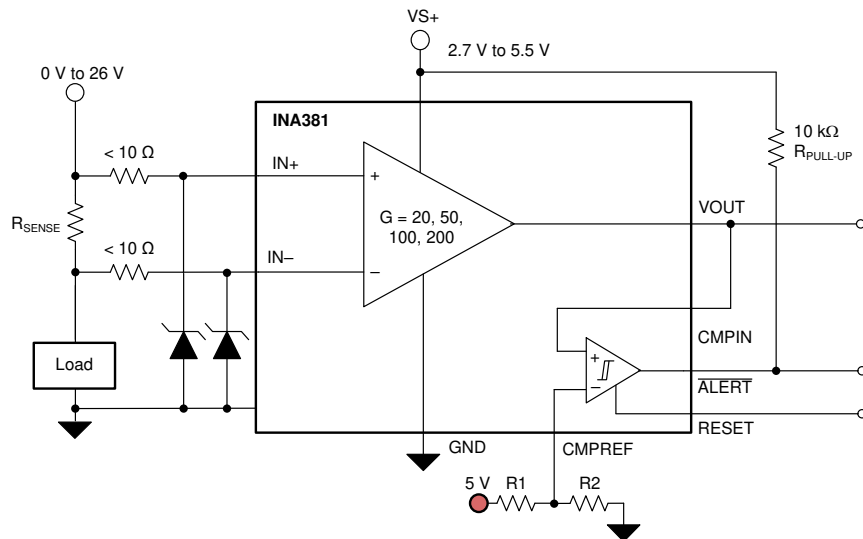 VS+
2.7 V to 5.5 V
0 V to 26 V
INA381
10 kΩ
RPULL-UP
< 10 Ω
IN+
+
G = 20, 50,
100, 200
VOUT
RSENSE
< 10 Ω
IN–
–
CMPIN
Load
+
–
ALERT
RESET
GND
CMPREF
5 V
R1
R2